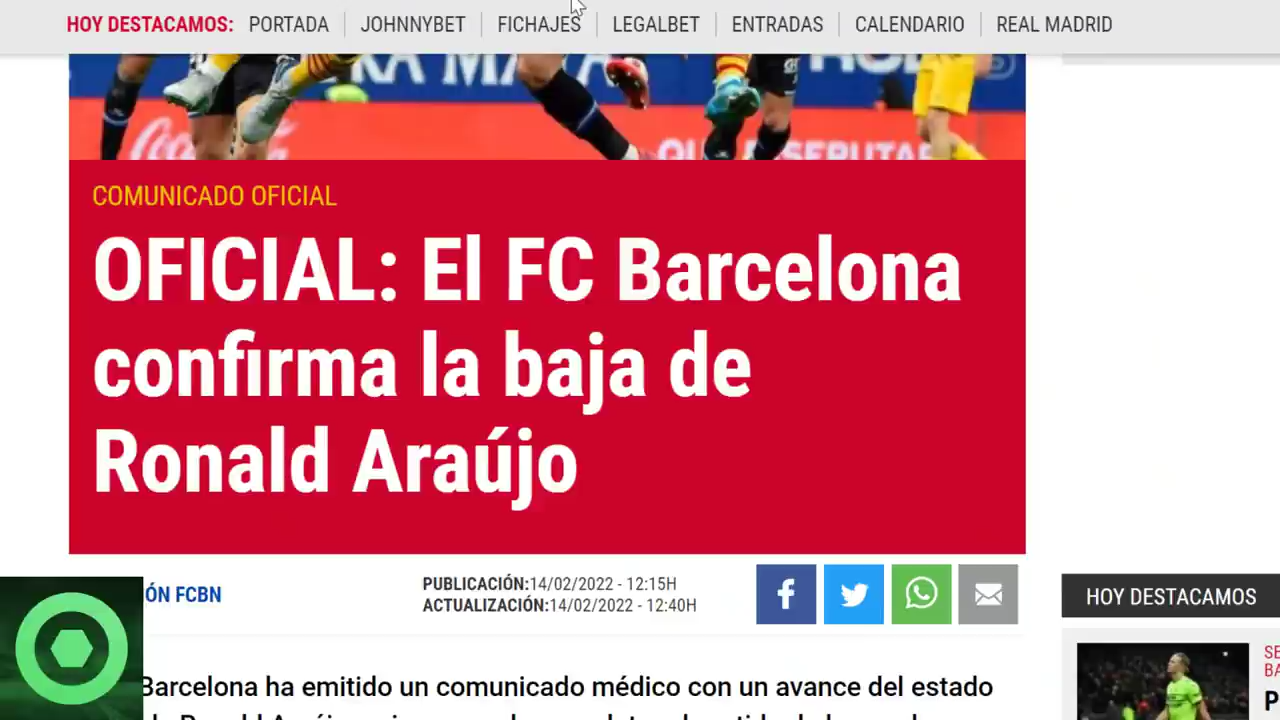 HOY DESTACAMOS: PORTADA JOHNNYBET FICHAJES LEGALBET ENTRADAS CALENDARIO REAL MADRID
Coca-Cola
COMUNICADO OFICIAL
OFICIAL: El FC Barcelona
confirma la baja de
Ronald Araújo
ÓN FCBN
PUBLICACIÓN:14/02/2022 - 12:15H
ACTUALIZACIÓN:14/02/2022 - 12:40H
HOY DESTACAMOS
Barcelona ha emitido un comunicado médico con un avance del estado